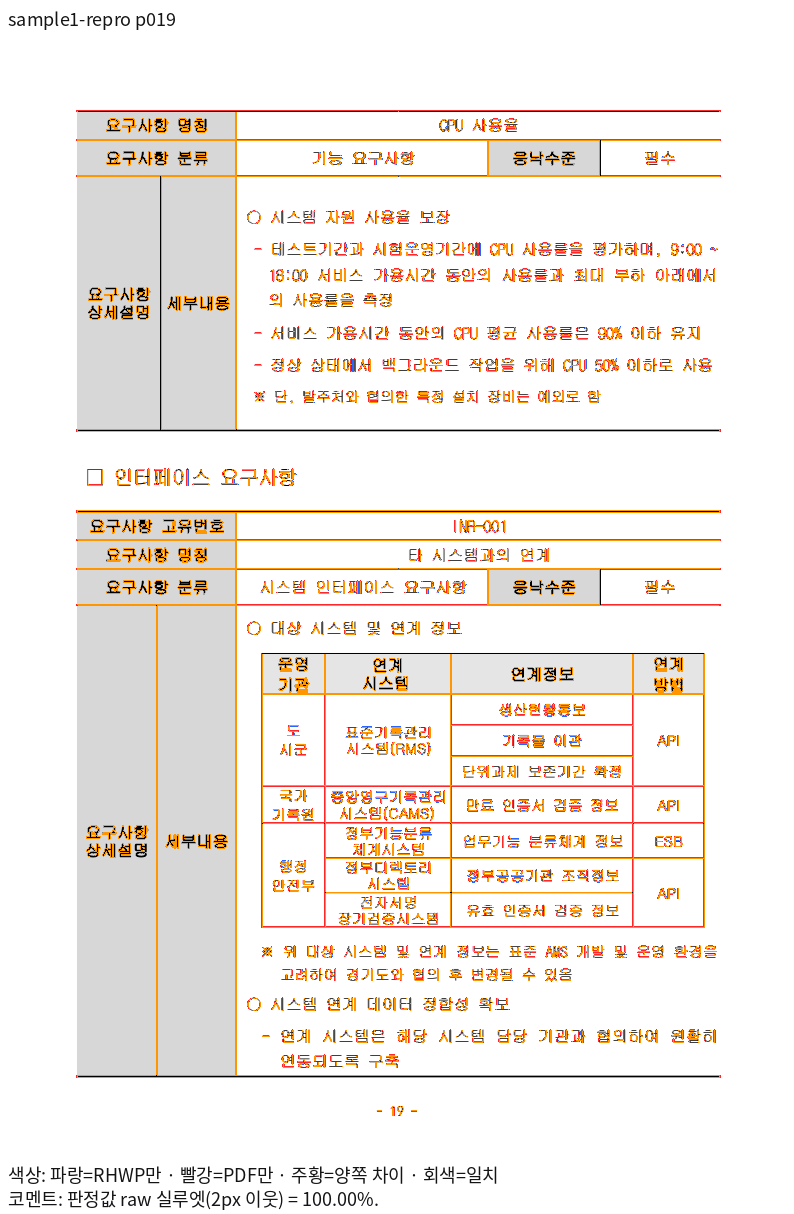 sample1-repro p019
요구사항 명칭 CPU 사용율
요구사항 분류 기능 요구사항 응낙수준 필수
요구사항 상세설명 세부내용
○ 시스템 자원 사용율 보장
- 테스트기간과 시험운영기간에 CPU 사용률을 평가하며, 9:00 ~
18:00 서비스 가용시간 동안의 사용률과 최대 부하 아래에서
의 사용률을 측정
- 서비스 가용시간 동안의 CPU 평균 사용률은 90% 이하 유지
- 정상 상태에서 백그라운드 작업을 위해 CPU 50% 이하로 사용
※ 단, 발주처와 협의한 특정 설치 장비는 예외로 함
□ 인터페이스 요구사항
요구사항 고유번호 INR-001
요구사항 명칭 타 시스템과의 연계
요구사항 분류 시스템 인터페이스 요구사항 응낙수준 필수
요구사항 상세설명 세부내용
○ 대상 시스템 및 연계 정보
운영 기관 연계 시스템 연계정보 연계 방법
도 시군 표준기록관리 시스템(RMS) 생산현황통보 API
기록물 이관
단위과제 보존기간 확정
국가 기록원 중앙영구기록관리 시스템(CAMS) 만료 인증서 검증 정보 API
행정 안전부 정부기능분류 체계시스템 업무기능 분류체계 정보 ESB
정부디렉토리 시스템 정부공공기관 조직정보 API
전자서명 장기검증시스템 유효 인증서 검증 정보
※ 위 대상 시스템 및 연계 정보는 표준 AMS 개발 및 운영 환경을
고려하여 경기도와 협의 후 변경될 수 있음
○ 시스템 연계 데이터 정합성 확보
- 연계 시스템은 해당 시스템 담당 기관과 협의하여 원활히
연동되도록 구축
- 19 -
색상: 파랑=RHWP만 · 빨강=PDF만 · 주황=양쪽 차이 · 회색=일치
코멘트: 판정값 raw 실루엣(2px 이웃) = 100.00%.